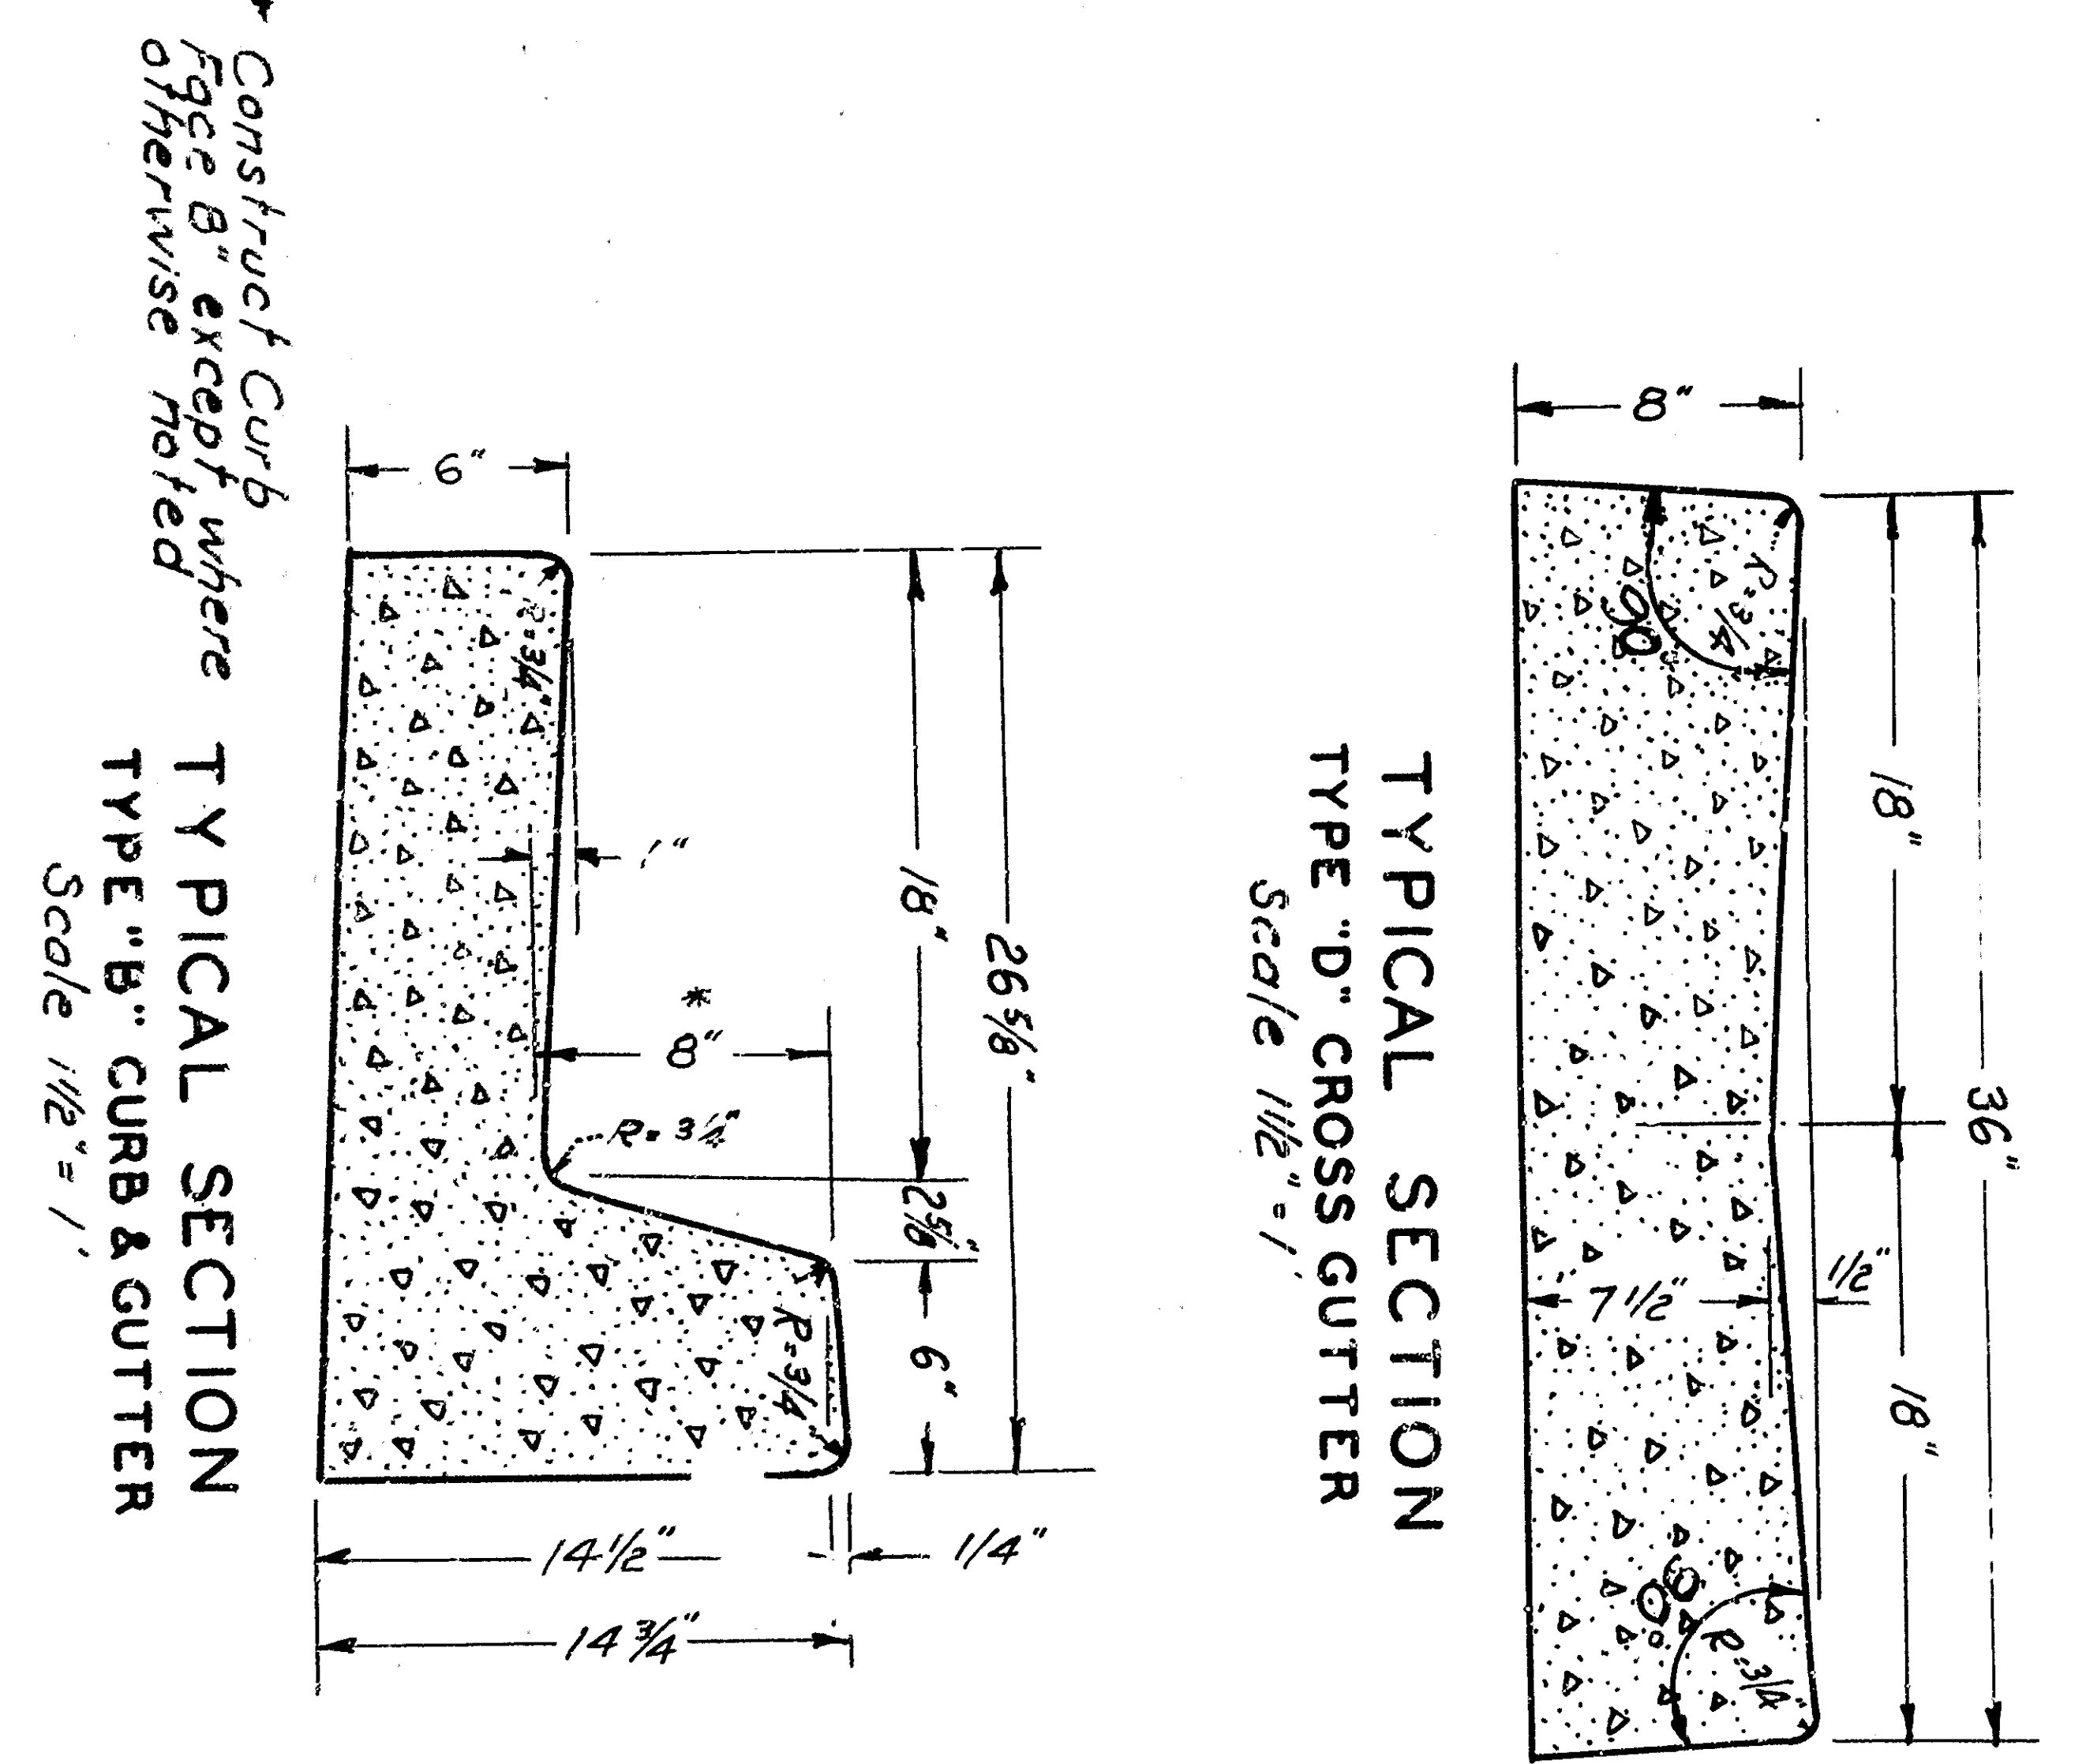 8"
18"
18"
36"
R=3/4"
90°
7 1/2"
1/2"
90°
R=3/4"
TYPICAL SECTION
TYPE "D" CROSS GUTTER
Scale 1 1/2" = 1'
6"
26 5/8"
18"
2 5/8"
6"
R=3/4"
1"
*
8"
R=3/4"
R=3/4"
14 1/2"
1/4"
14 3/4"
* Construct Curb
Face 8" except where
otherwise noted
TYPICAL SECTION
TYPE "B" CURB & GUTTER
Scale 1 1/2" = 1'